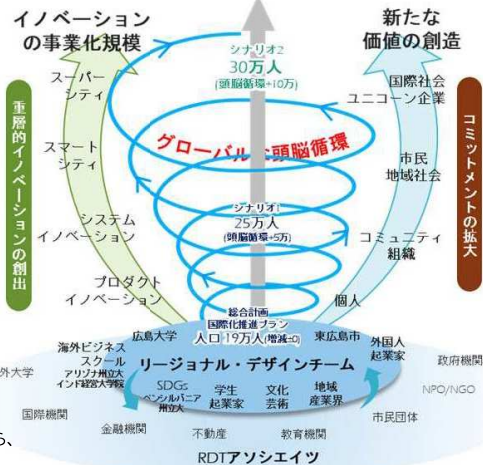 イノベーション
の事業化規模
新たな
価値の創造
シナリオ2
30万人
(頭脳循環+10万)
スーパー
シティ
国際社会
ユニコーン企業
重層的イノベーションの創出
コミットメントの拡大
グローバルな頭脳循環
スマート
シティ
市民
地域社会
シナリオ1
25万人
(頭脳循環+5万)
システム
イノベーション
コミュニティ
組織
プロダクト
イノベーション
個人
総合計画
国際化推進プラン
人口19万人(増減±0)
広島大学
東広島市
海外ビジネス
スクール
アリゾナ州立大
インド経営大学院
リージョナル・デザインチーム
外国人
起業家
政府機関
外大学
SDGs
ペンシルバニア
州立大
学生
起業家
文化
芸術
地域
産業界
NPO/NGO
国際機関
市民団体
金融機関
不動産
教育機関
ら、
RDTアソシエイツ